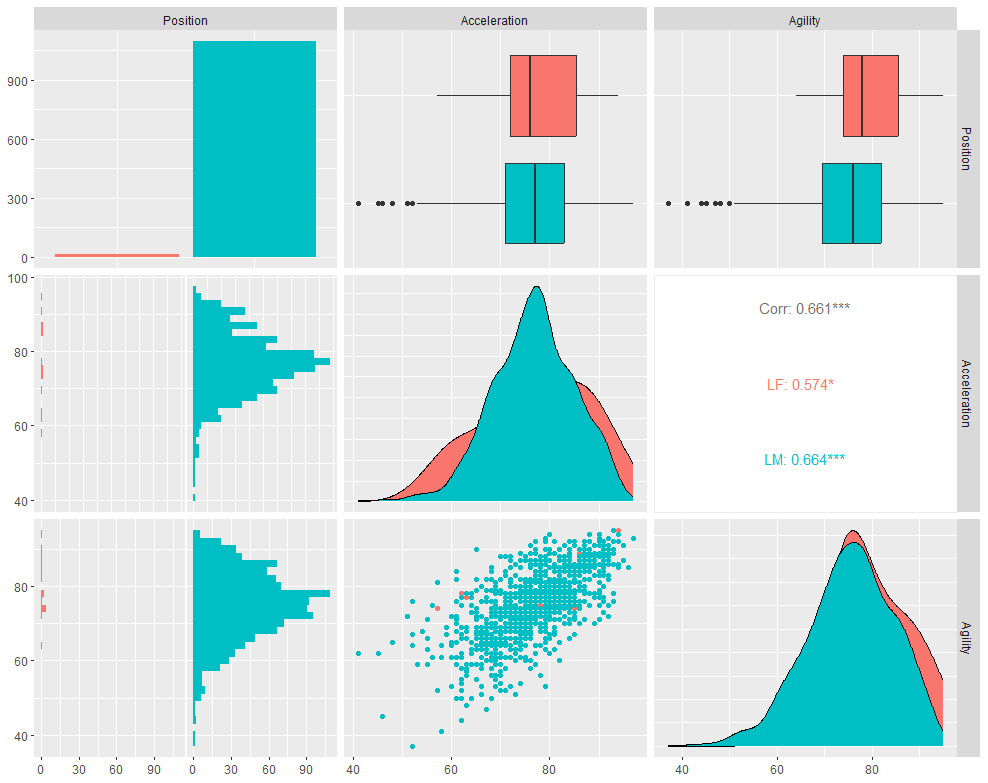 Position Acceleration Agility
900
600
300
0
Position
100
80
60
40
Corr: 0.661***
LF: 0.574*
LM: 0.664***
Acceleration
80
60
40
Agility
0 30 60 90 0 30 60 90 40 60 80 40 60 80